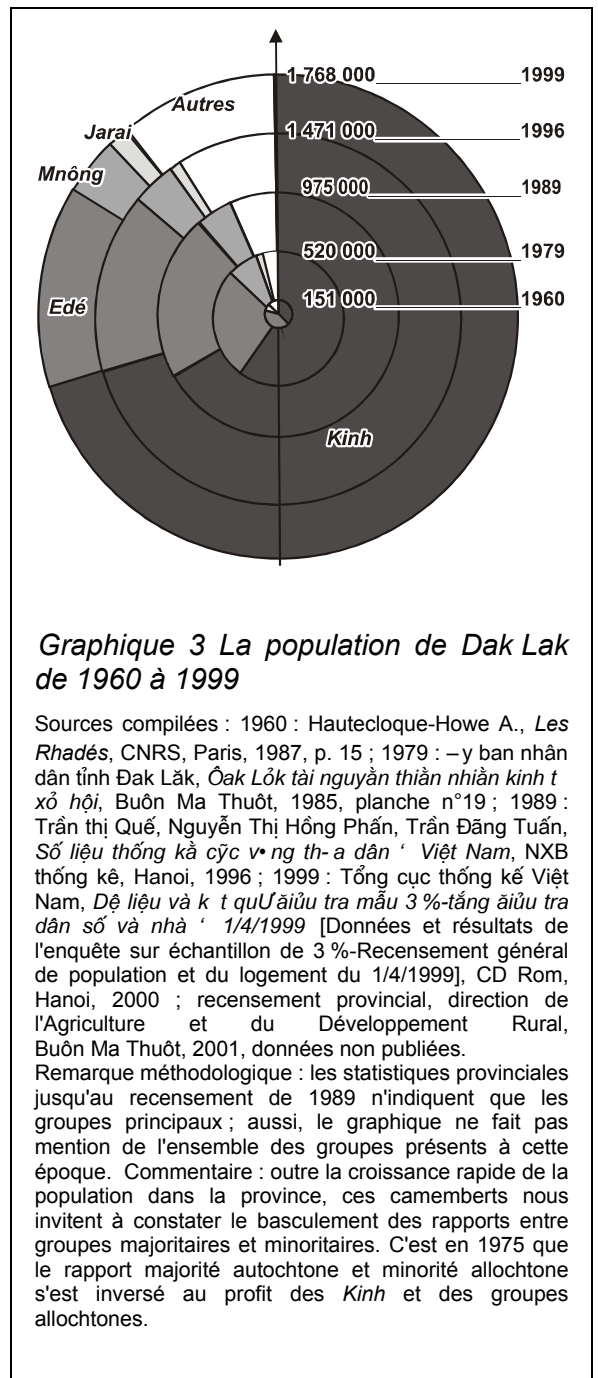 1 768 000 1999
Autres
1 471 000 1996
Jarai
Mnông
975 000 1989
520 000 1979
151 000 1960
Edé
Kinh
Graphique 3 La population de Dak Lak
de 1960 à 1999
Sources compilées : 1960 : Hautecloque-Howe A., Les
Rhadés, CNRS, Paris, 1987, p. 15 ; 1979 : –y ban nhân
dân tỉnh Đak Lăk, Ôak Lỏk tài nguyằn thiằn nhiằn kinh t
xỏ hội, Buôn Ma Thuôt, 1985, planche n°19 ; 1989 :
Trần thị Quế, Nguyễn Thị Hồng Phấn, Trần Đãng Tuấn,
Số liệu thống kằ cỹc v• ng th- a dân ‘ Việt Nam, NXB
thống kê, Hanoi, 1996 ; 1999 : Tổng cục thống kế Việt
Nam, Dệ liệu và k t quƯăiủu tra mẫu 3 %-tắng ăiủu tra
dân số và nhà ‘ 1/4/1999 [Données et résultats de
l'enquête sur échantillon de 3 %-Recensement général
de population et du logement du 1/4/1999], CD Rom,
Hanoi, 2000 ; recensement provincial, direction de
l'Agriculture et du Développement Rural,
Buôn Ma Thuôt, 2001, données non publiées.
Remarque méthodologique : les statistiques provinciales
jusqu'au recensement de 1989 n'indiquent que les
groupes principaux ; aussi, le graphique ne fait pas
mention de l'ensemble des groupes présents à cette
époque. Commentaire : outre la croissance rapide de la
population dans la province, ces camemberts nous
invitent à constater le basculement des rapports entre
groupes majoritaires et minoritaires. C'est en 1975 que
le rapport majorité autochtone et minorité allochtone
s'est inversé au profit des Kinh et des groupes
allochtones.